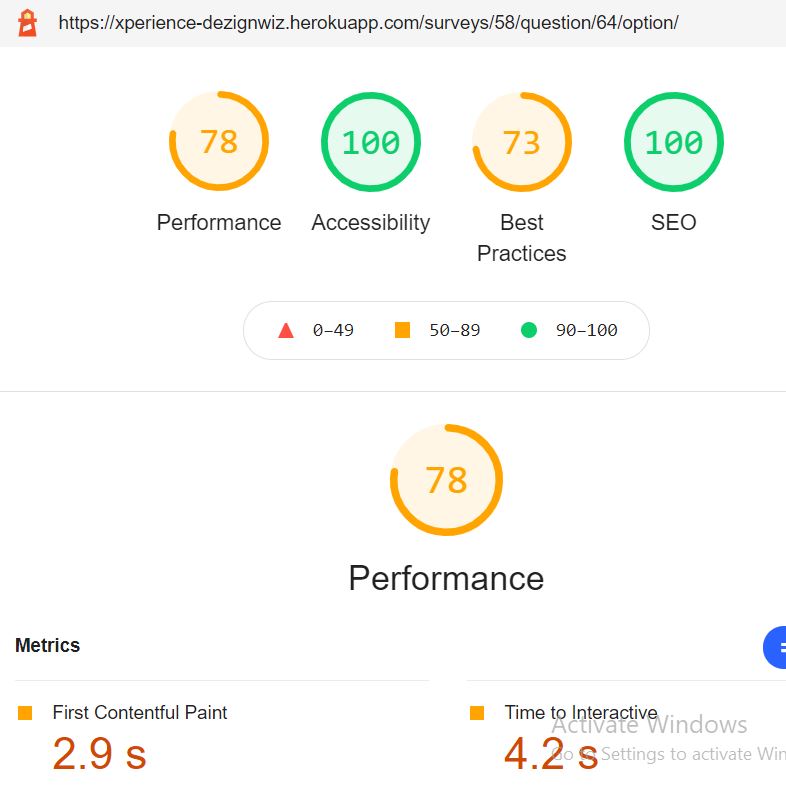 https://xperience-dezignwiz.herokuapp.com/surveys/58/question/64/option/
78 100 73 100
Performance Accessibility Best Practices SEO
0–49 50–89 90–100
78
Performance
Metrics
First Contentful Paint Time to Interactive
2.9 s 4.2 s
Activate Windows
Go to Settings to activate Win